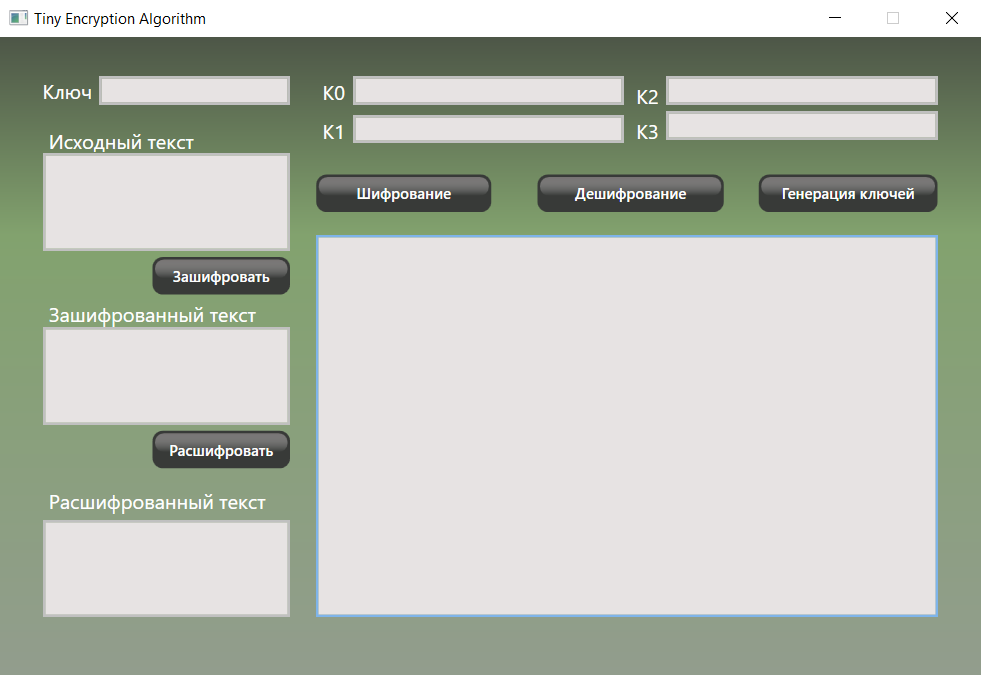 Tiny Encryption Algorithm
Ключ
K0
K2
K1
K3
Исходный текст
Шифрование
Дешифрование
Генерация ключей
Зашифровать
Зашифрованный текст
Расшифровать
Расшифрованный текст